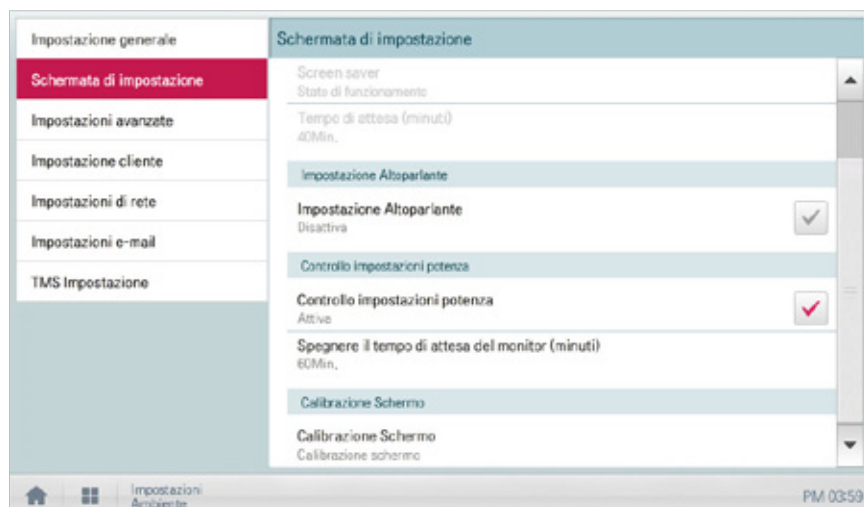 Impostazione generale
Schermata di impostazione
Impostazioni avanzate
Impostazione cliente
Impostazioni di rete
Impostazioni e-mail
TMS Impostazione
Schermata di impostazione
Screen saver
Stato di funzionamento
Tempo di attesa (minuti)
40Min.
Impostazione Altoparlante
Impostazione Altoparlante
Disattiva
Controllo impostazioni potenza
Controllo impostazioni potenza
Attiva
Spegnere il tempo di attesa del monitor (minuti)
60Min.
Calibrazione Schermo
Calibrazione Schermo
Calibrazione schermo
Impostazioni
Ambiente
PM 03:59